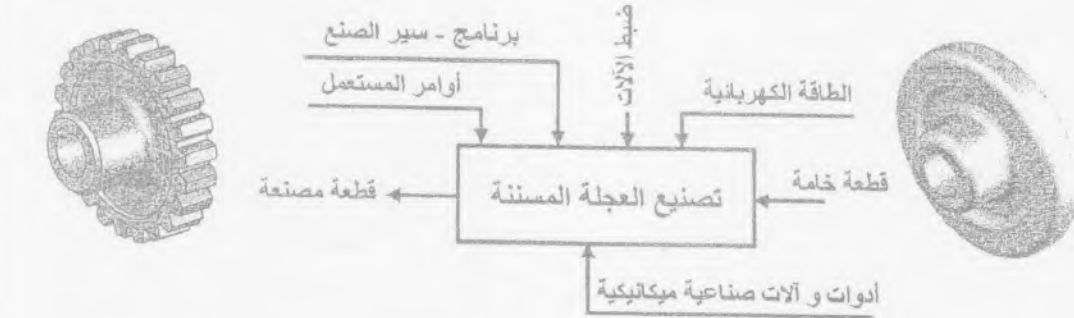 برنامج - سير الصنع
ضبط الآلات
أوامر المستعمل
الطاقة الكهربائية
قطعة خامة
تصنيع العجلة المسننة
قطعة مصنعة
أدوات و آلات صناعية ميكانيكية